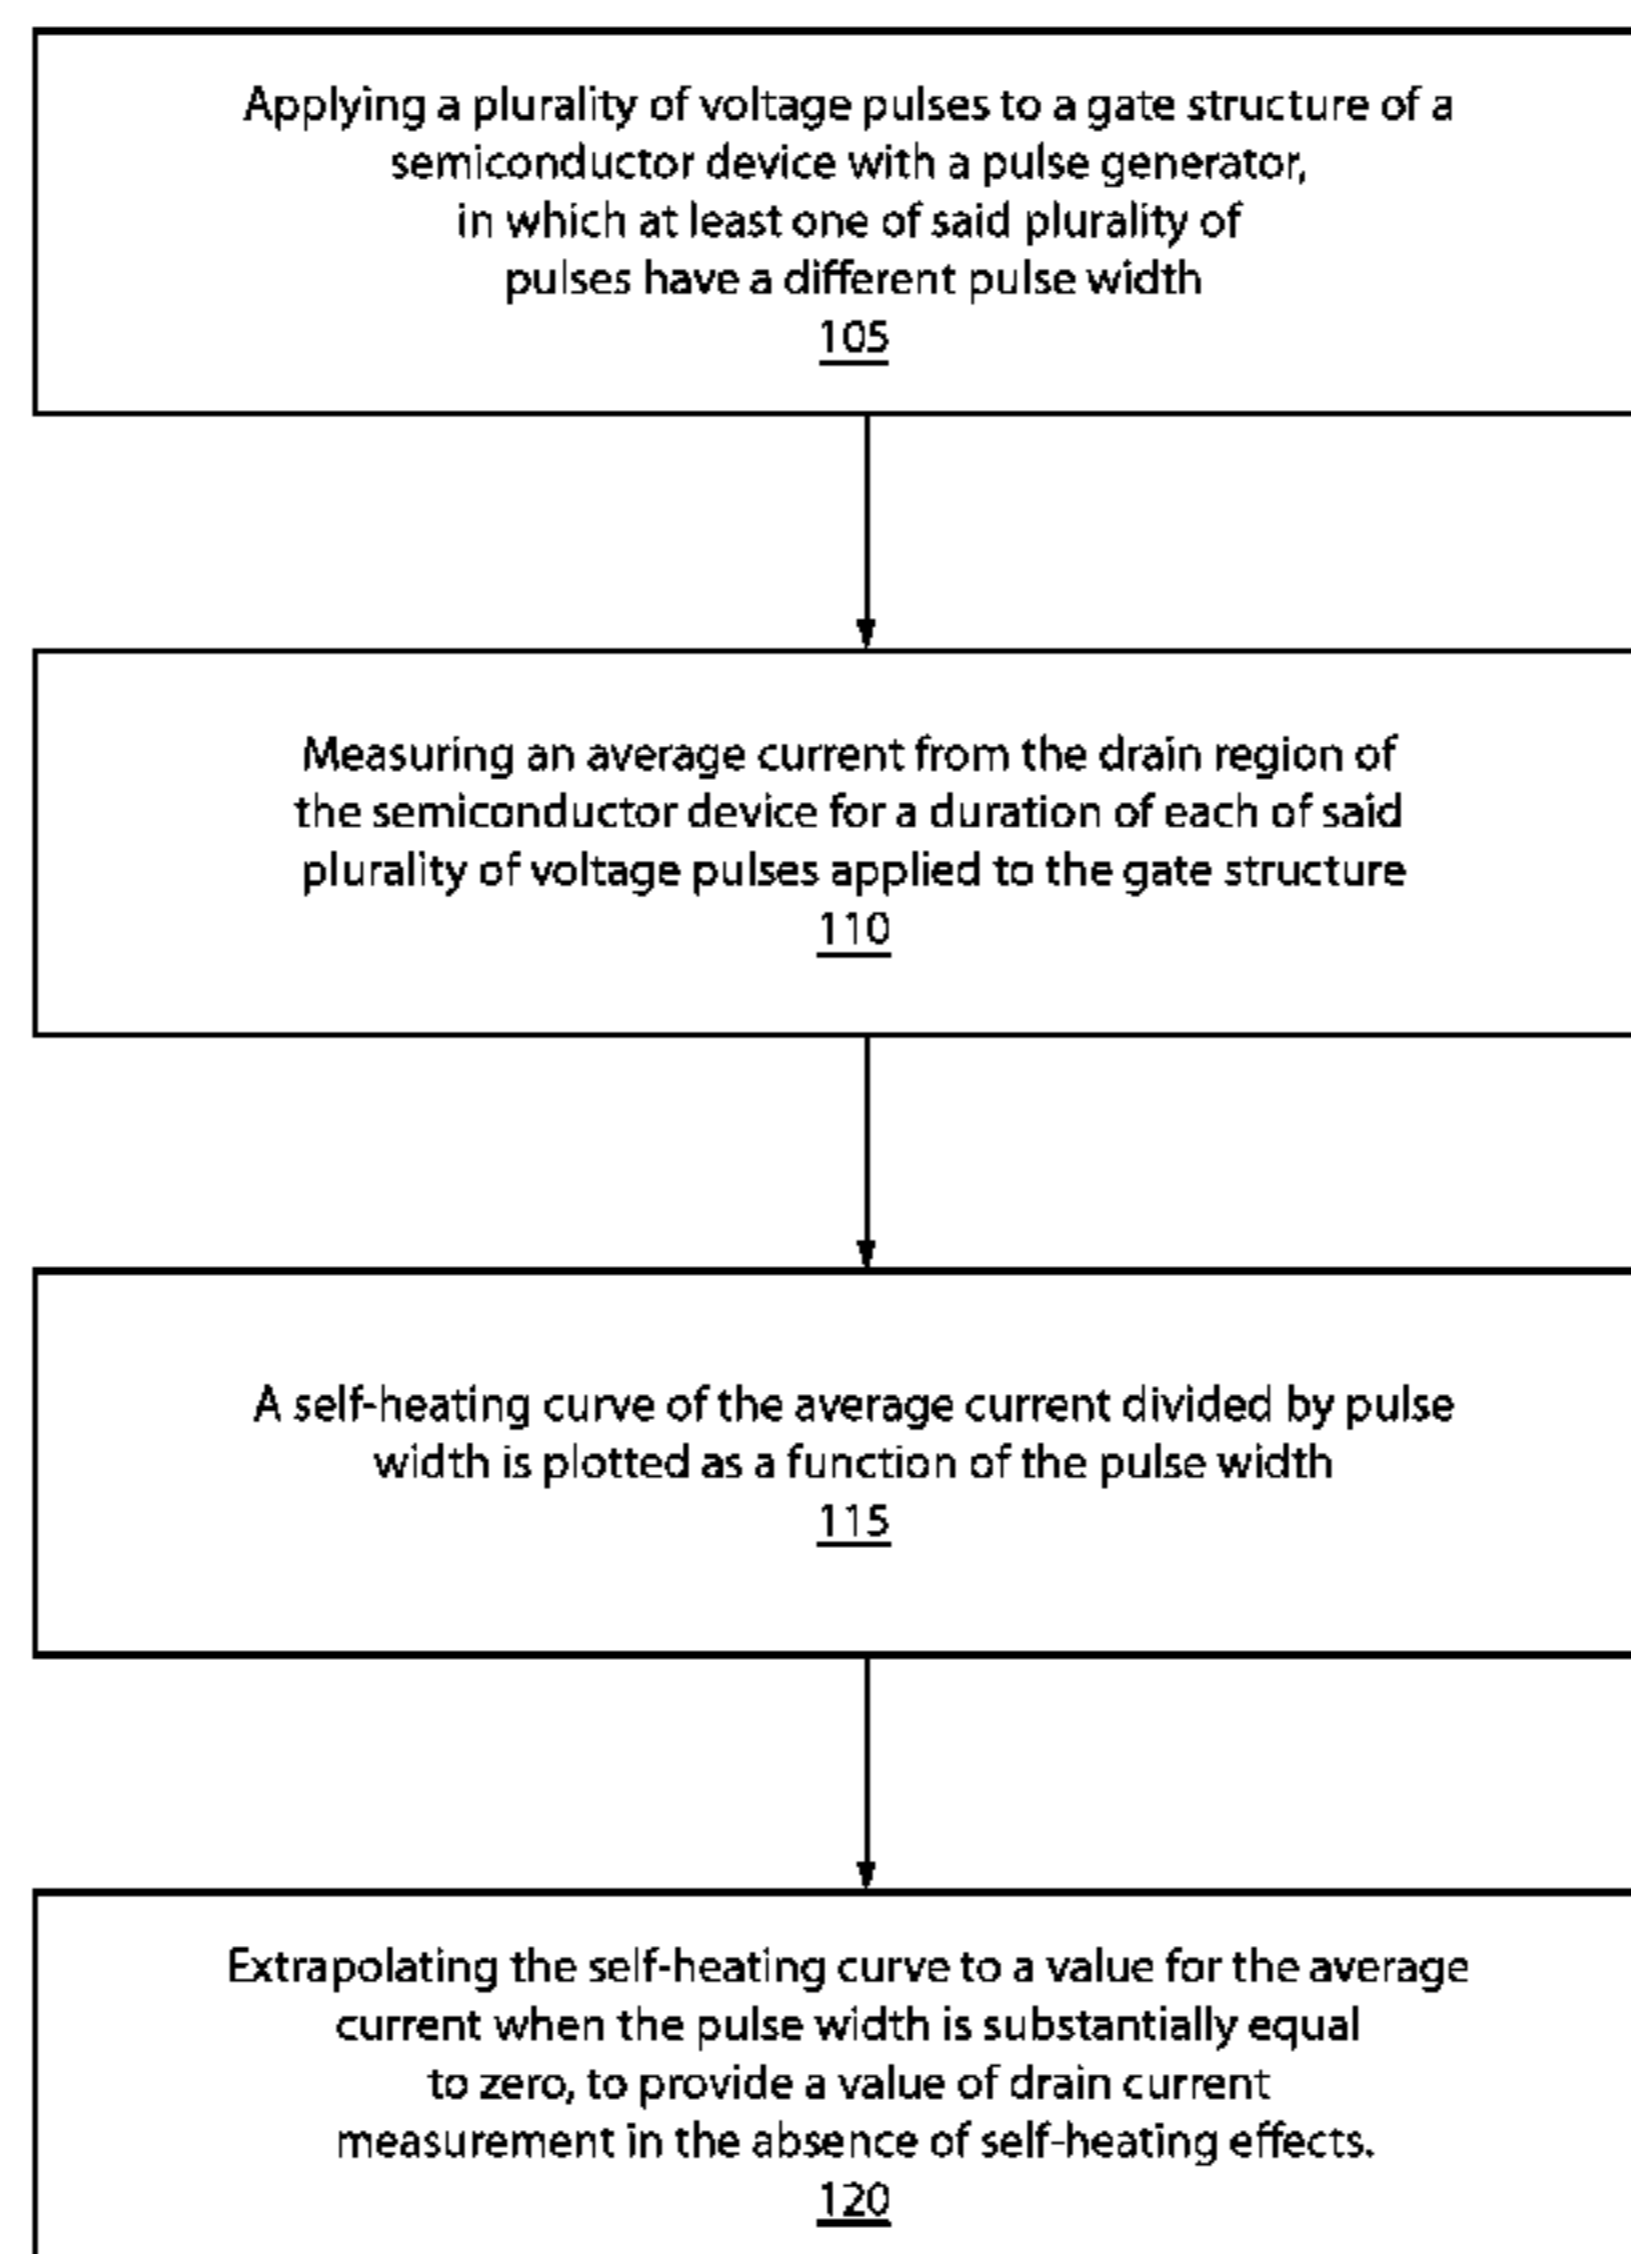 Applying a plurality of voltage pulses to a gate structure of a
semiconductor device with a pulse generator,
in which at least one of said plurality of
pulses have a different pulse width
105
Measuring an average current from the drain region of
the semiconductor device for a duration of each of said
plurality of voltage pulses applied to the gate structure
110
A self-heating curve of the average current divided by pulse
width is plotted as a function of the pulse width
115
Extrapolating the self-heating curve to a value for the average
current when the pulse width is substantially equal
to zero, to provide a value of drain current
measurement in the absence of self-heating effects.
120